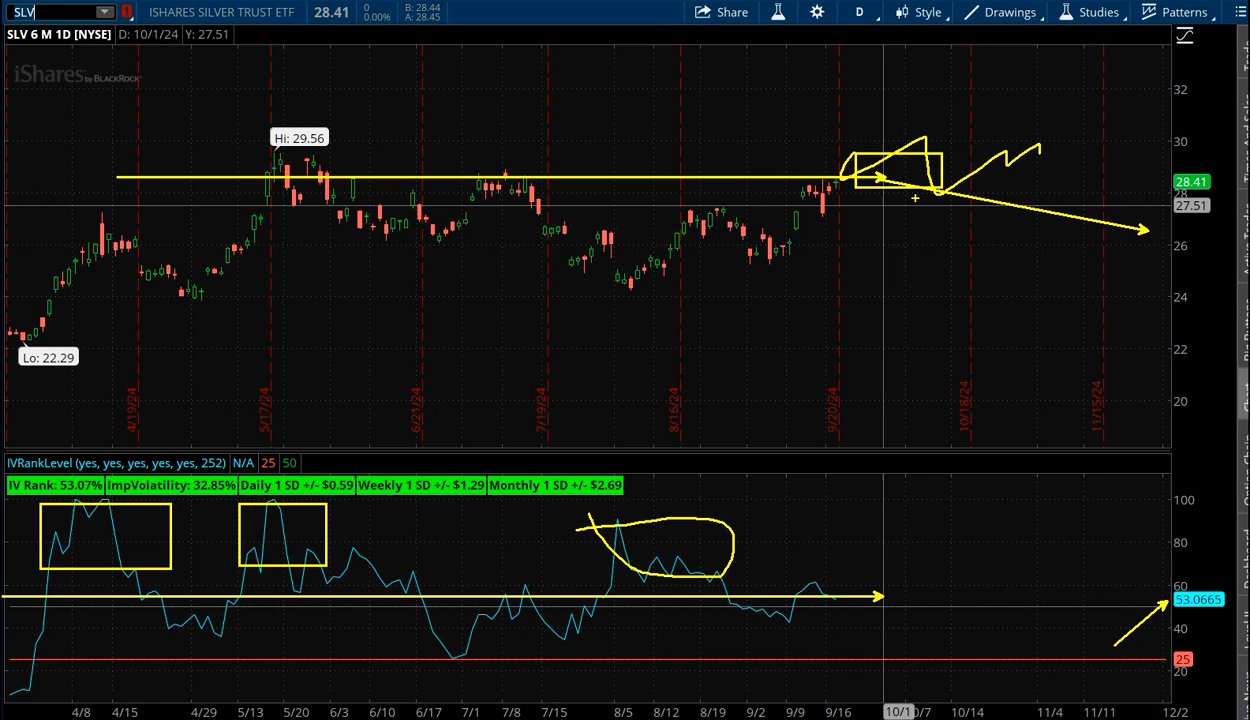 SLV 1 ISHARES SILVER TRUST ETF 28.41 0 0.00% B: 28.44 A: 28.45 Share D Style Drawings Studies Patterns
SLV 6 M 1D [NYSE] D: 10/1/24 Y: 27.51
iShares by BLACKROCK
32
Hi: 29.56
30
28.41
28
27.51
26
24
22
Lo: 22.29
20
4/19/24 5/17/24 6/21/24 7/19/24 8/16/24 9/20/24 10/18/24 11/15/24
IVRankLevel (yes, yes, yes, yes, yes, 252) N/A 25 50
IV Rank: 53.07% ImpVolatility: 32.85% Daily 1 SD +/- $0.59 Weekly 1 SD +/- $1.29 Monthly 1 SD +/- $2.69
100
80
60
53.0665
40
25
20
4/8 4/15 4/29 5/13 5/20 6/3 6/10 6/17 7/1 7/8 7/15 8/5 8/12 8/19 9/2 9/9 9/16 10/1 0/7 10/14 11/4 11/11 12/2